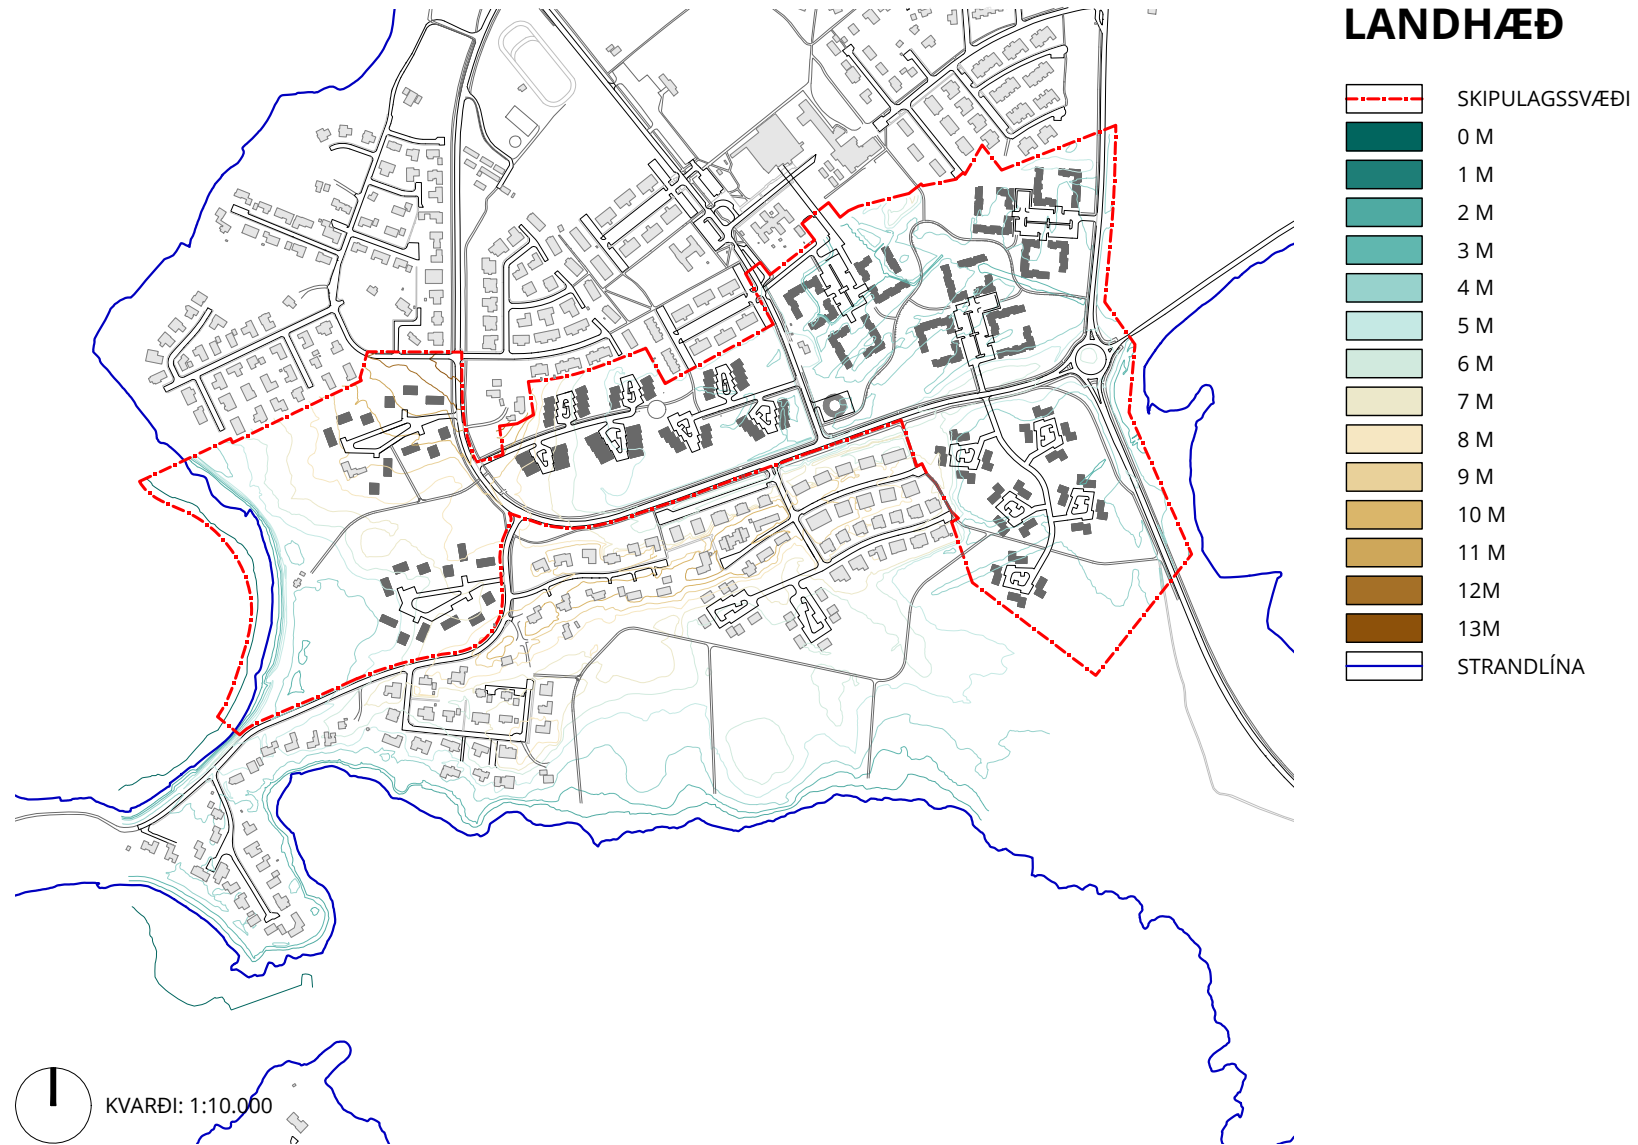 LANDHÆÐ
SKIPULAGSSVÆÐI
0 M
1 M
2 M
3 M
4 M
5 M
6 M
7 M
8 M
9 M
10 M
11 M
12M
13M
STRANDLÍNA
KVARÐI: 1:10.000